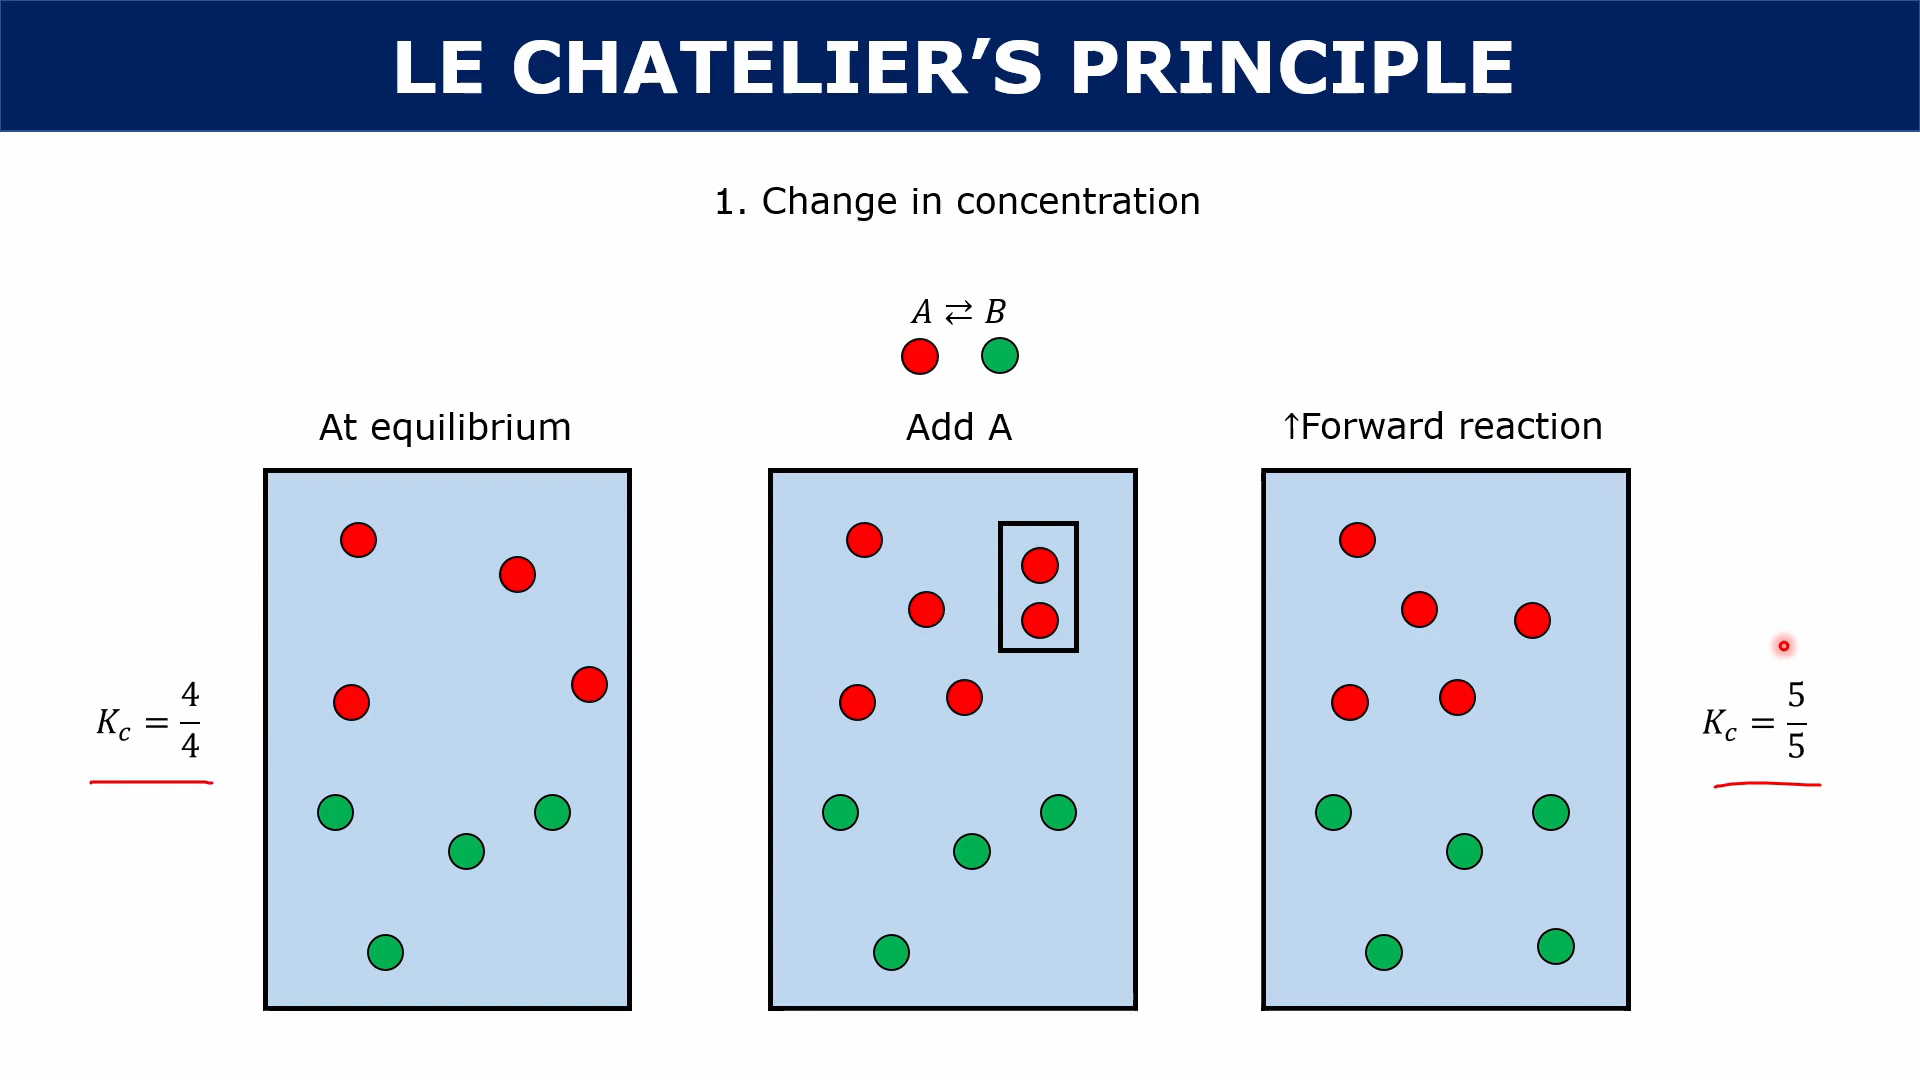 LE CHATELIER’S PRINCIPLE
1. Change in concentration
A ⇄ B
At equilibrium
Add A
↑Forward reaction
K_c = 4/4
K_c = 5/5